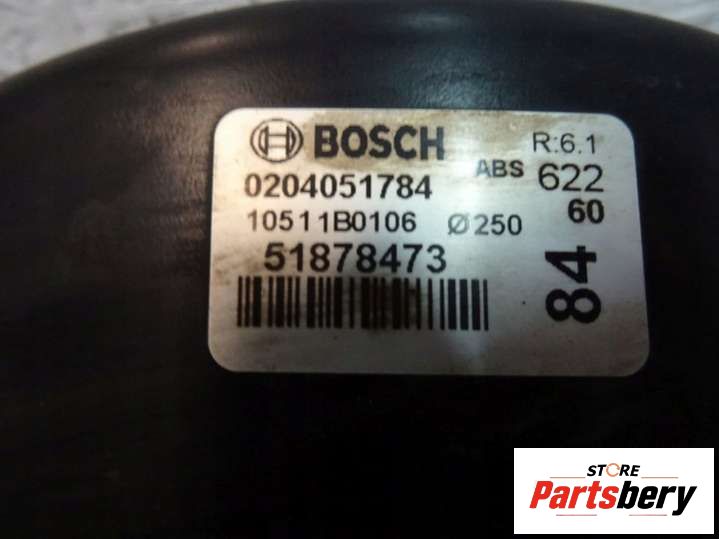 BOSCH R:6.1
0204051784 ABS 622
10511B0106 Ø250 60
51878473 84
STORE
Partsbery